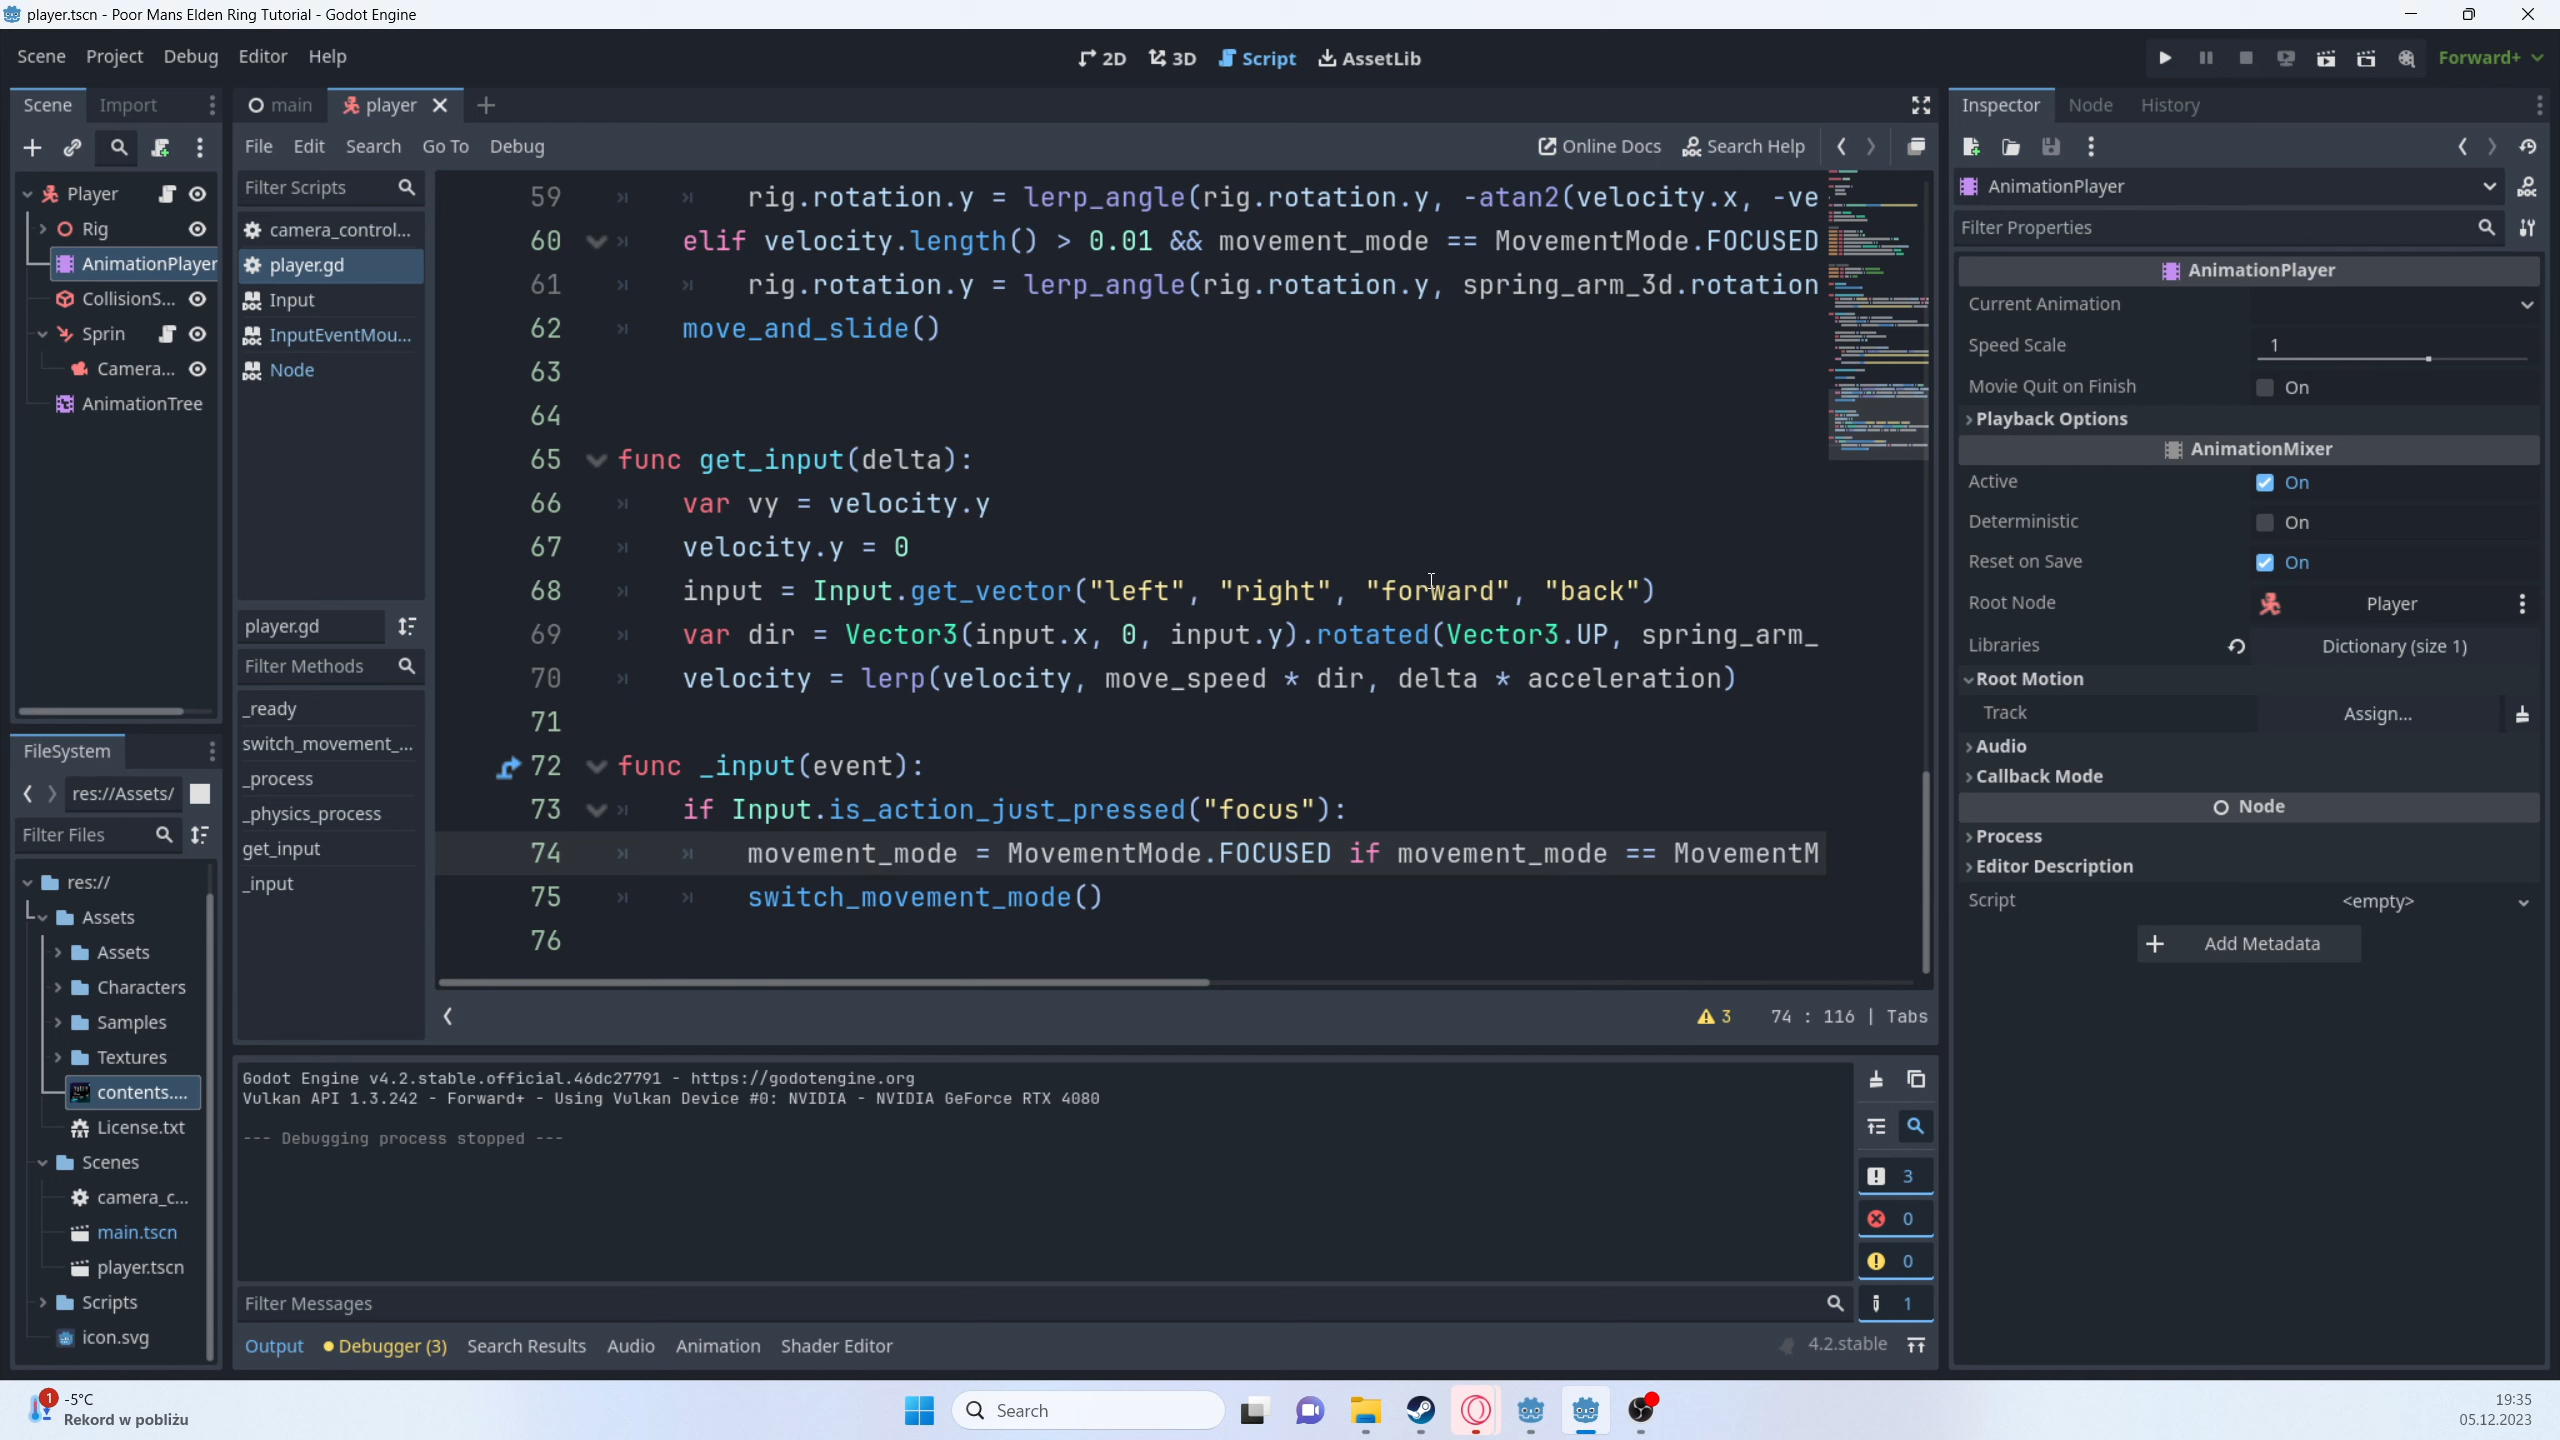 player.tscn - Poor Mans Elden Ring Tutorial - Godot Engine
Scene Project Debug Editor Help
2D 3D Script AssetLib
Forward+
Scene Import
main player
Inspector Node History
File Edit Search Go To Debug
Online Docs Search Help
Player
Rig
AnimationPlayer
CollisionS...
Sprin
Camera...
AnimationTree
Filter Scripts
camera_control...
player.gd
Input
InputEventMou...
Node
player.gd
Filter Methods
_ready
switch_movement_...
_process
_physics_process
get_input
_input
59 rig.rotation.y = lerp_angle(rig.rotation.y, -atan2(velocity.x, -ve
60 elif velocity.length() > 0.01 && movement_mode == MovementMode.FOCUSED
61 rig.rotation.y = lerp_angle(rig.rotation.y, spring_arm_3d.rotation
62 move_and_slide()
63
64
65 func get_input(delta):
66 var vy = velocity.y
67 velocity.y = 0
68 input = Input.get_vector("left", "right", "forward", "back")
69 var dir = Vector3(input.x, 0, input.y).rotated(Vector3.UP, spring_arm_
70 velocity = lerp(velocity, move_speed * dir, delta * acceleration)
71
72 func _input(event):
73 if Input.is_action_just_pressed("focus"):
74 movement_mode = MovementMode.FOCUSED if movement_mode == MovementM
75 switch_movement_mode()
76
3 74 : 116 | Tabs
FileSystem
res://Assets/
Filter Files
res://
Assets
Assets
Characters
Samples
Textures
contents....
License.txt
Scenes
camera_c...
main.tscn
player.tscn
Scripts
icon.svg
Godot Engine v4.2.stable.official.46dc27791 - https://godotengine.org
Vulkan API 1.3.242 - Forward+ - Using Vulkan Device #0: NVIDIA - NVIDIA GeForce RTX 4080
--- Debugging process stopped ---
3
0
0
1
Filter Messages
Output Debugger (3) Search Results Audio Animation Shader Editor
4.2.stable
AnimationPlayer
Filter Properties
AnimationPlayer
Current Animation
Speed Scale 1
Movie Quit on Finish On
Playback Options
AnimationMixer
Active On
Deterministic On
Reset on Save On
Root Node Player
Libraries Dictionary (size 1)
Root Motion
Track Assign...
Audio
Callback Mode
Node
Process
Editor Description
Script <empty>
Add Metadata
1 -5°C
Rekord w pobliżu
Search
19:35
05.12.2023